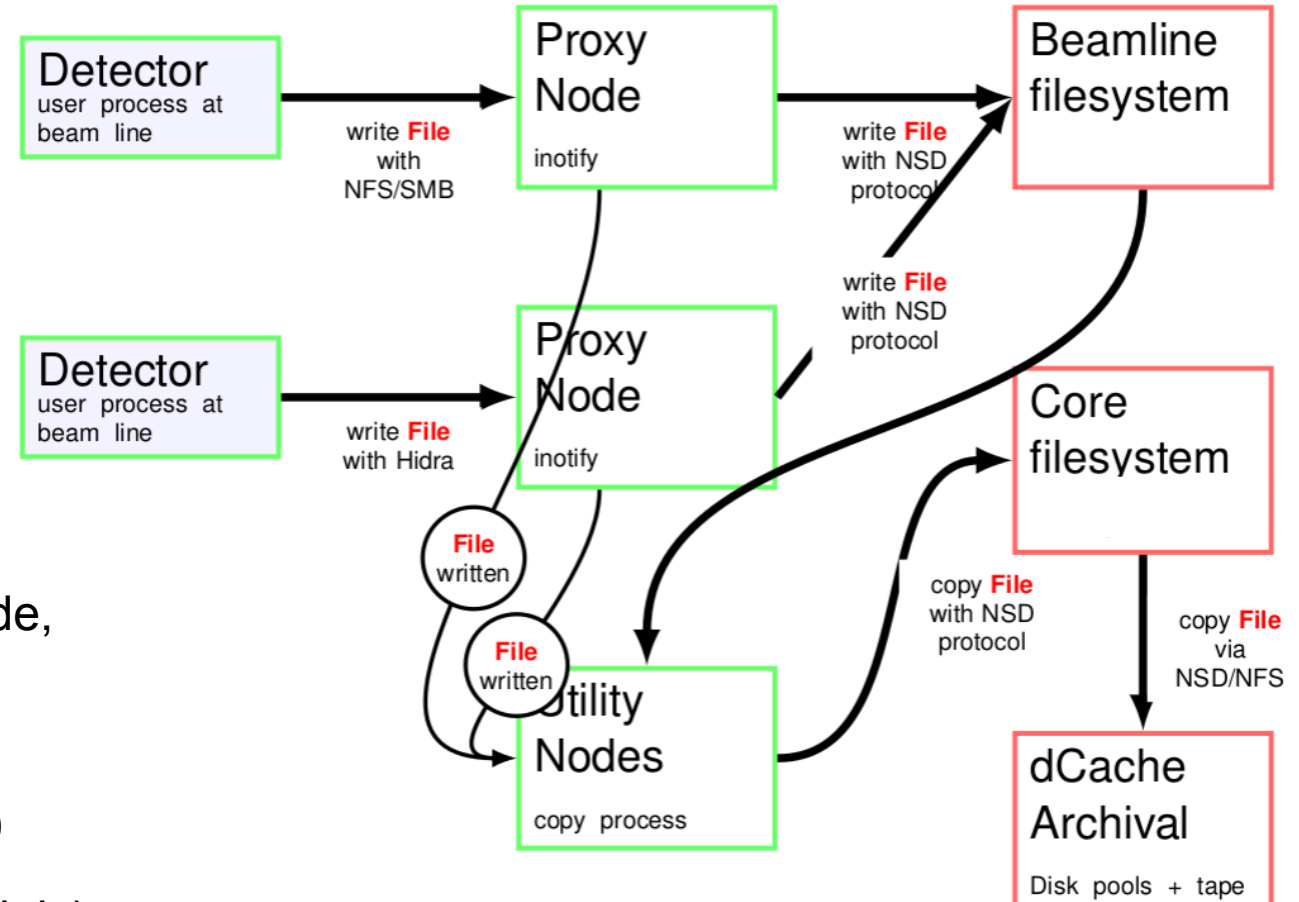 Detector
user process at
beam line
write File
with
NFS/SMB
Proxy
Node
inotify
write File
with NSD
protocol
Beamline
filesystem
Detector
user process at
beam line
write File
with Hidra
Proxy
Node
inotify
write File
with NSD
protocol
Core
filesystem
File
written
File
written
de,
)
Utility
Nodes
copy process
copy File
with NSD
protocol
copy File
via
NSD/NFS
dCache
Archival
Disk pools + tape